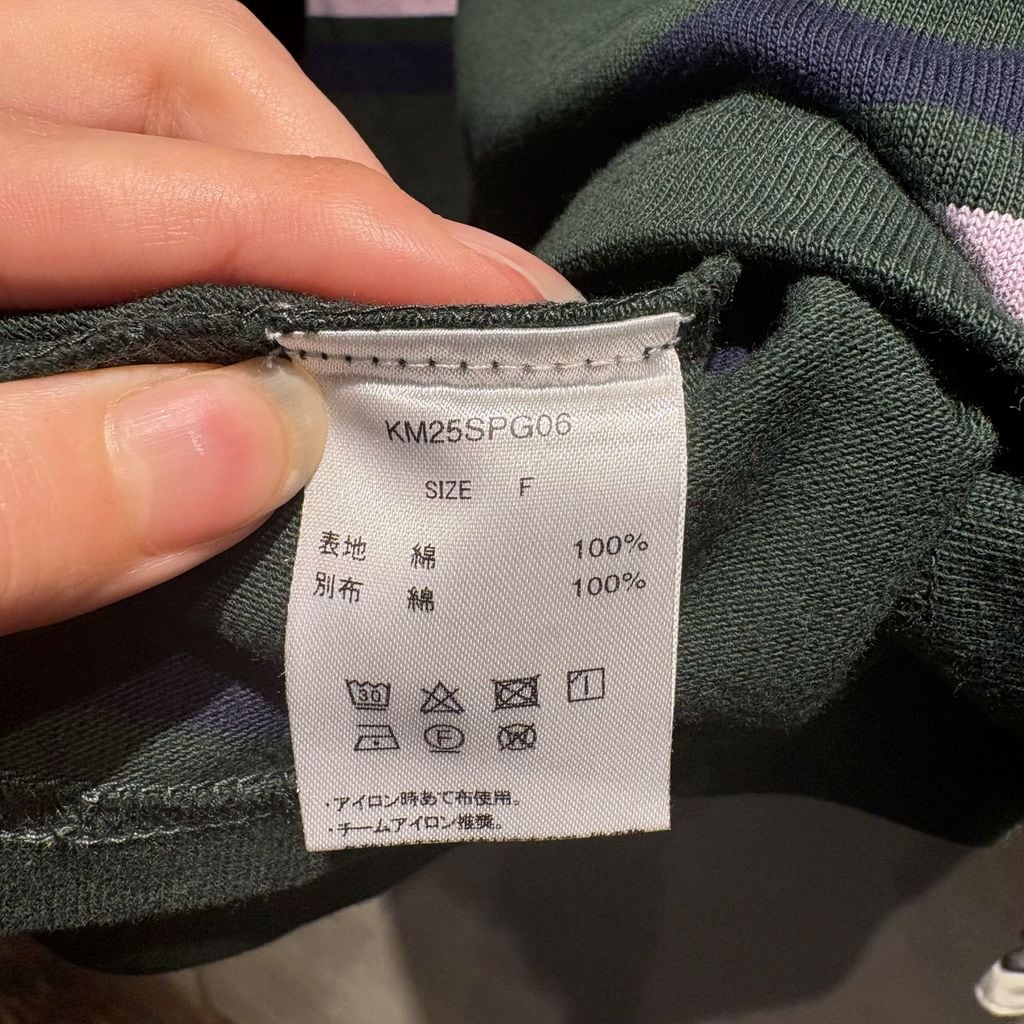 KM25SPG06
SIZE F
表地 綿 100%
別布 綿 100%
30
F
W
・アイロン時あて布使用。
・チームアイロン推奨。